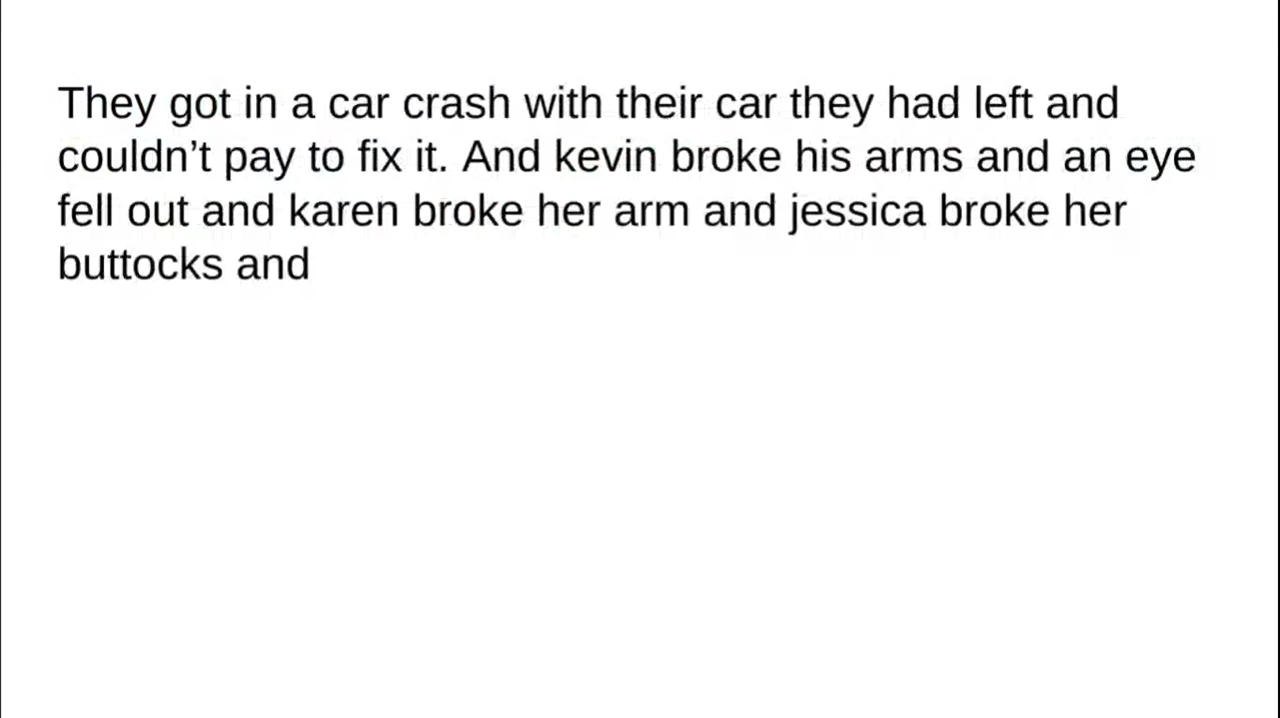 They got in a car crash with their car they had left and
couldn’t pay to fix it. And kevin broke his arms and an eye
fell out and karen broke her arm and jessica broke her
buttocks and